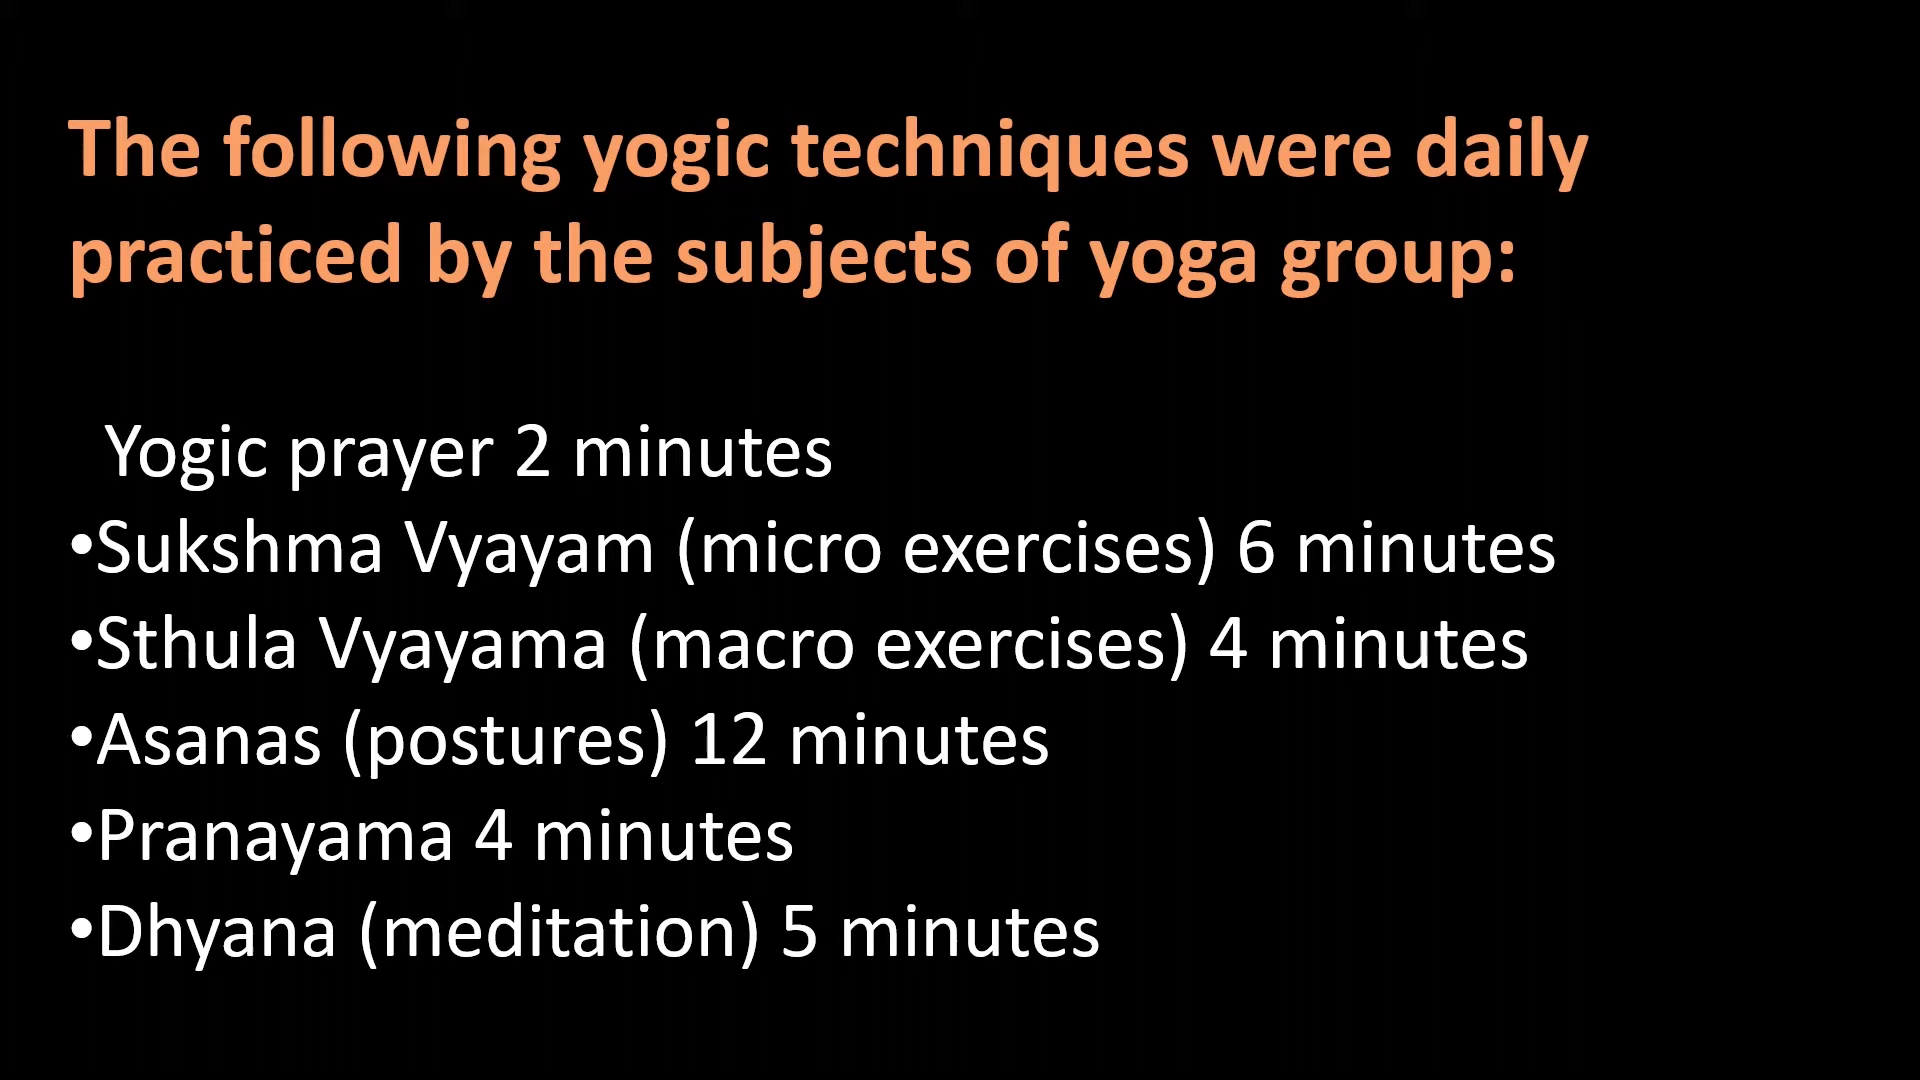 The following yogic techniques were daily
practiced by the subjects of yoga group:
Yogic prayer 2 minutes
•Sukshma Vyayam (micro exercises) 6 minutes
•Sthula Vyayama (macro exercises) 4 minutes
•Asanas (postures) 12 minutes
•Pranayama 4 minutes
•Dhyana (meditation) 5 minutes